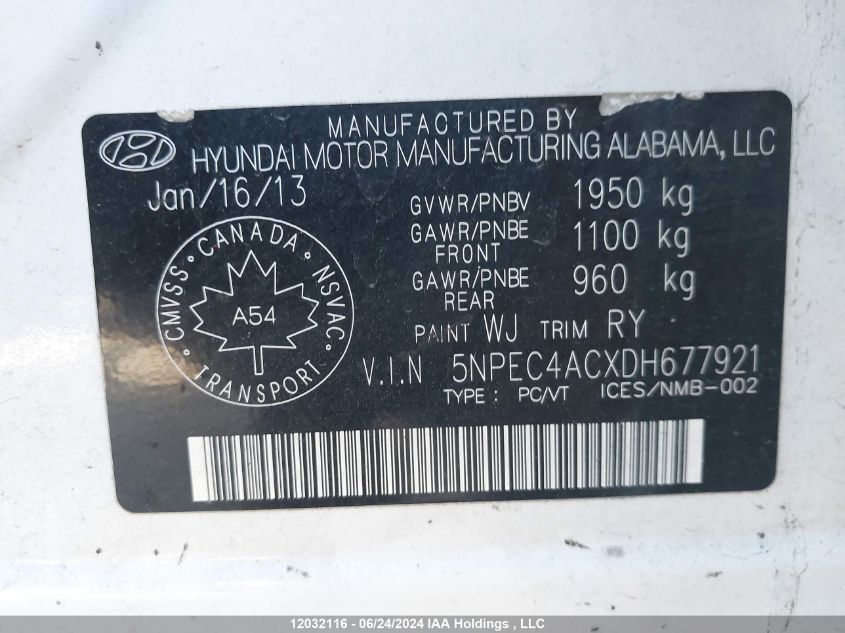 MANUFACTURED BY
HYUNDAI MOTOR MANUFACTURING ALABAMA, LLC
Jan/16/13
GVWR/PNBV 1950 kg
GAWR/PNBE FRONT 1100 kg
GAWR/PNBE REAR 960 kg
PAINT WJ TRIM RY
V.I.N 5NPEC4ACXDH677921
TYPE : PC/VT ICES/NMB-002
CMVSS · CANADA · NSVAC · TRANSPORT ·
A54
12032116 - 06/24/2024 IAA Holdings , LLC